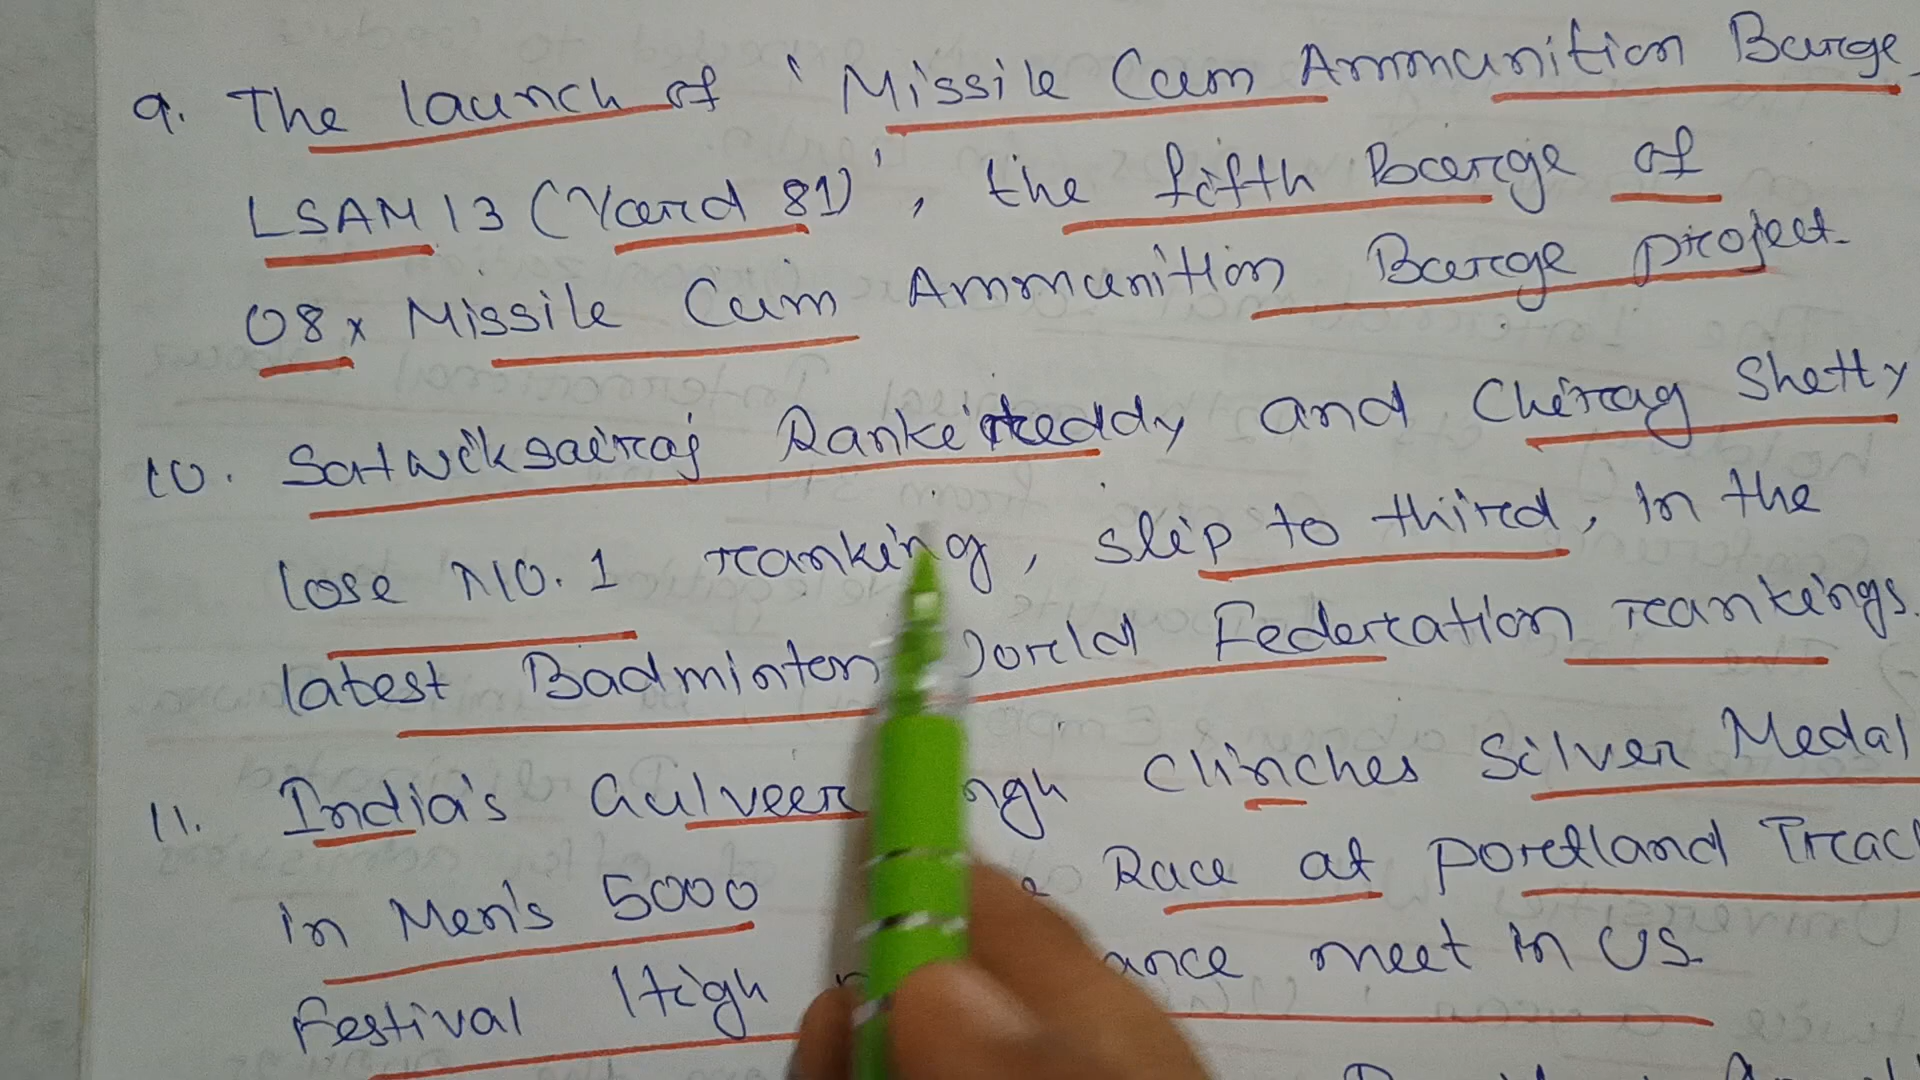 9. The launch of 'Missile Cum Ammunition Barge,
LSAM 13 (Yard 81)', the fifth Barge of
08 x Missile Cum Ammunition Barge project.
10. Satwiksairaj Rankireddy and Chirag Shetty
lose No. 1 ranking, slip to third, in the
latest Badminton World Federation rankings.
11. India's Gulveer Singh Clinches Silver Medal
in Men's 5000 Race at portland Track
Festival High meet in US